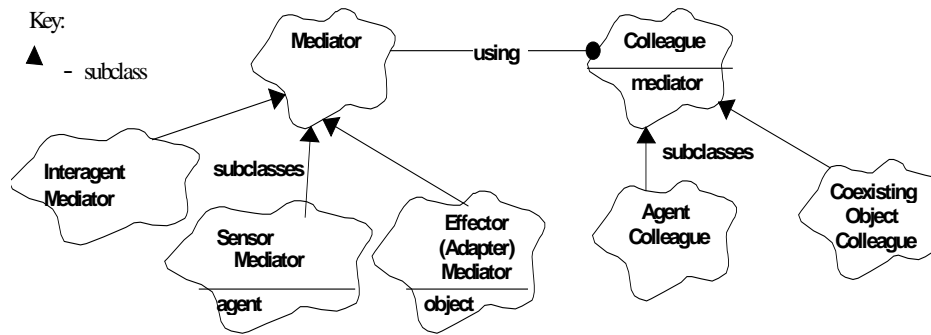 Key:
- subclass
Mediator
using
Colleague
mediator
subclasses
subclasses
Interagent
Mediator
Sensor
Mediator
agent
Effector
(Adapter)
Mediator
object
Agent
Colleague
Coexisting
Object
Colleague